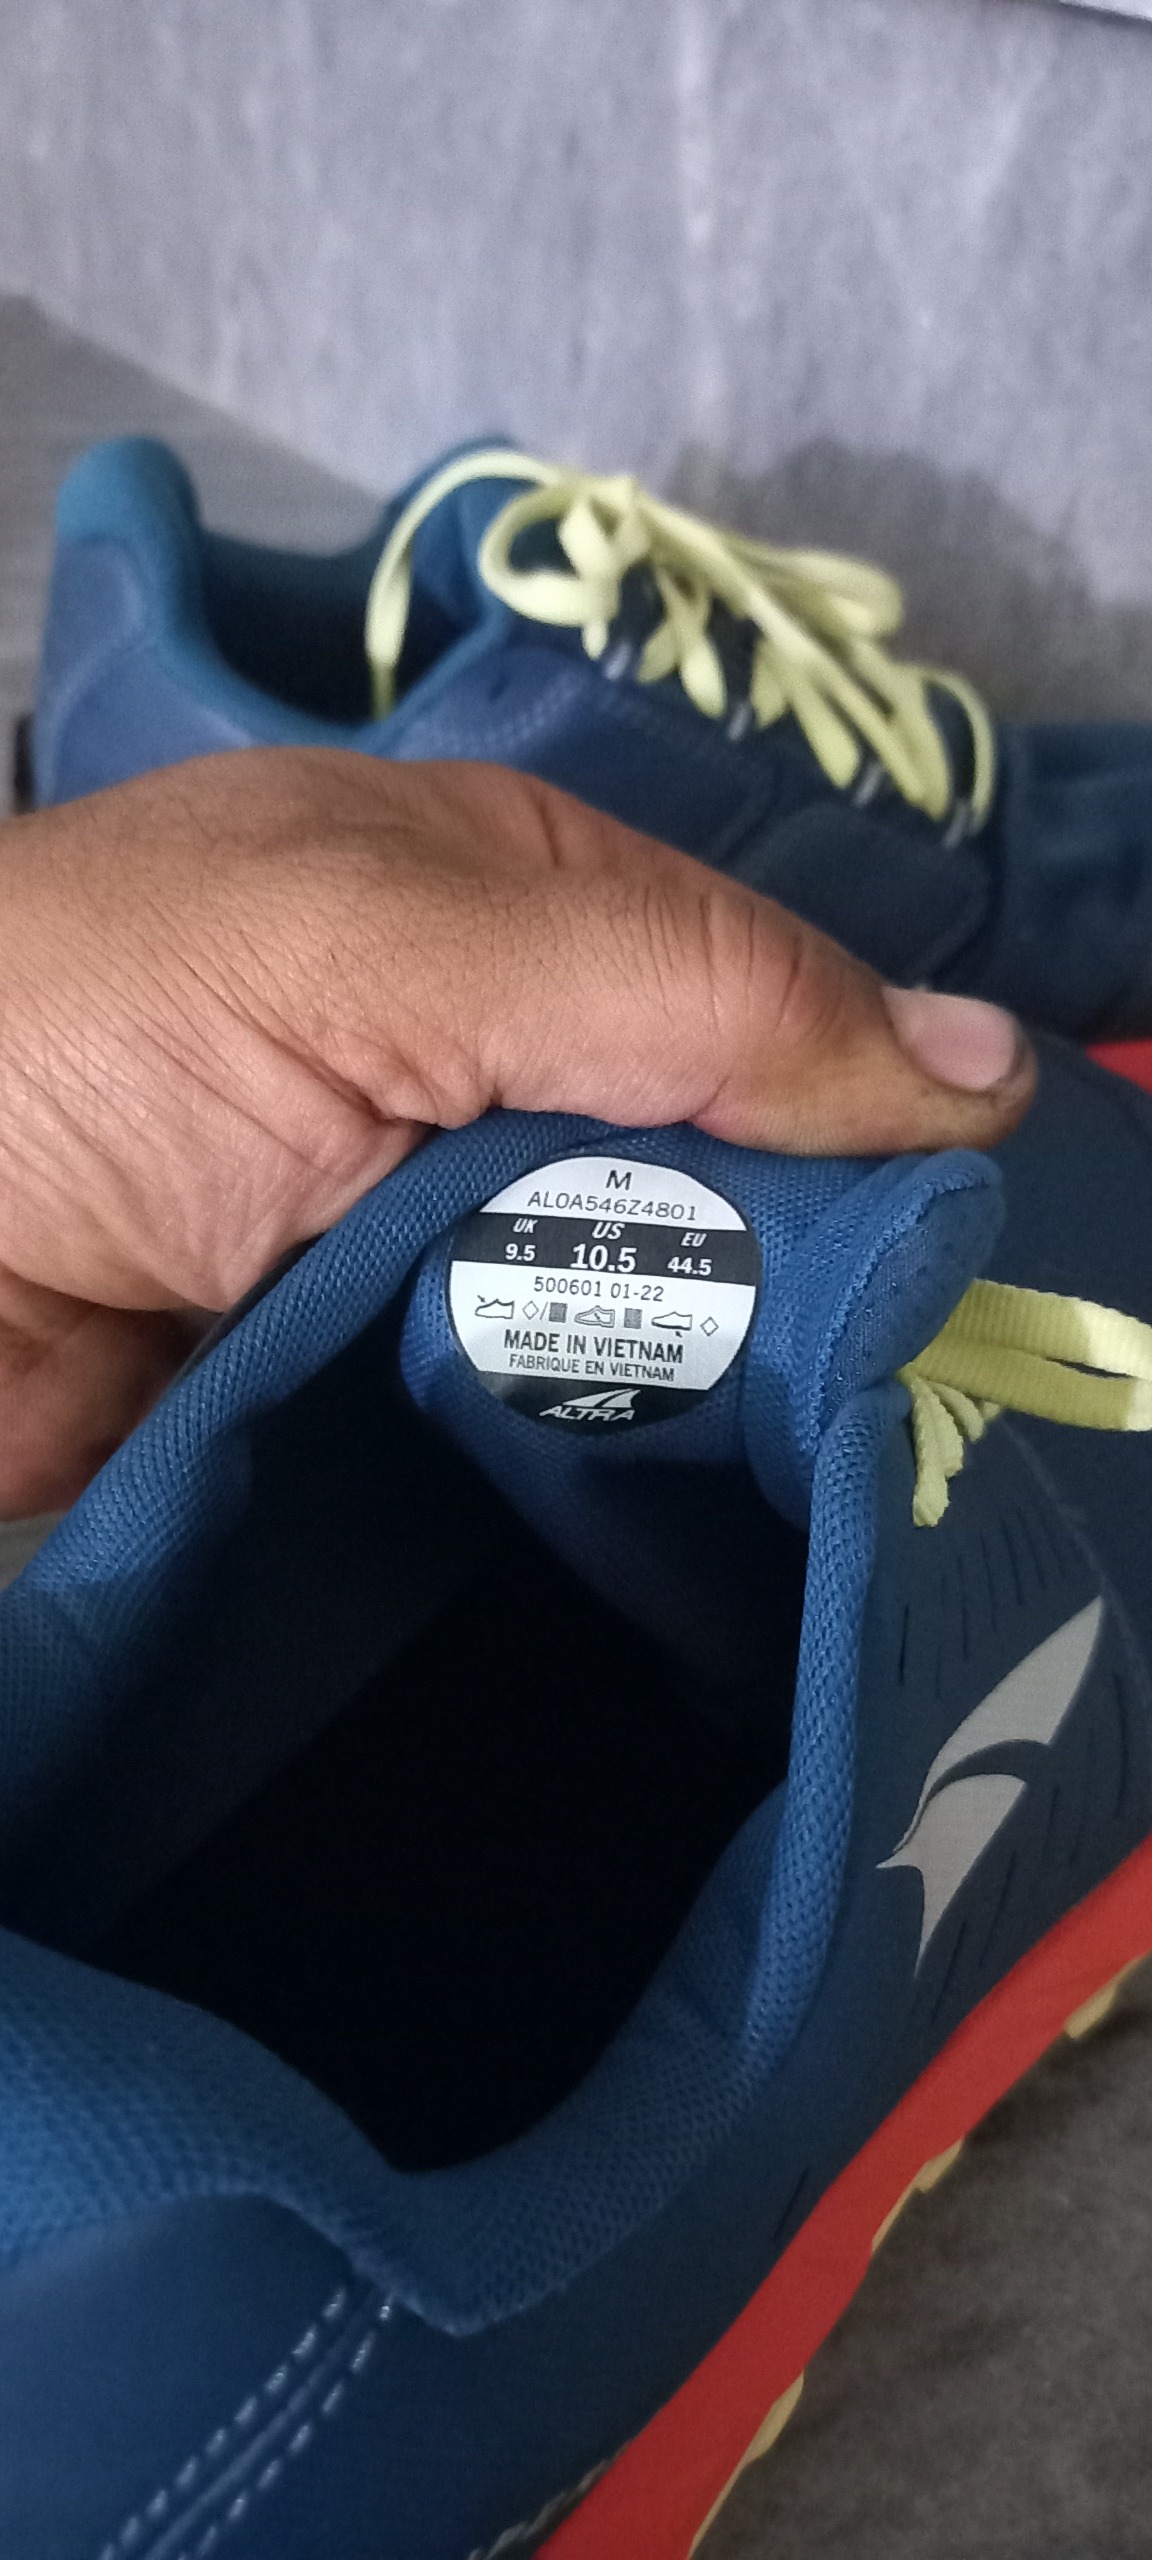 M
AL0A546Z4801
UK US EU
9.5 10.5 44.5
500601 01-22
MADE IN VIETNAM
FABRIQUE EN VIETNAM
ALTRA